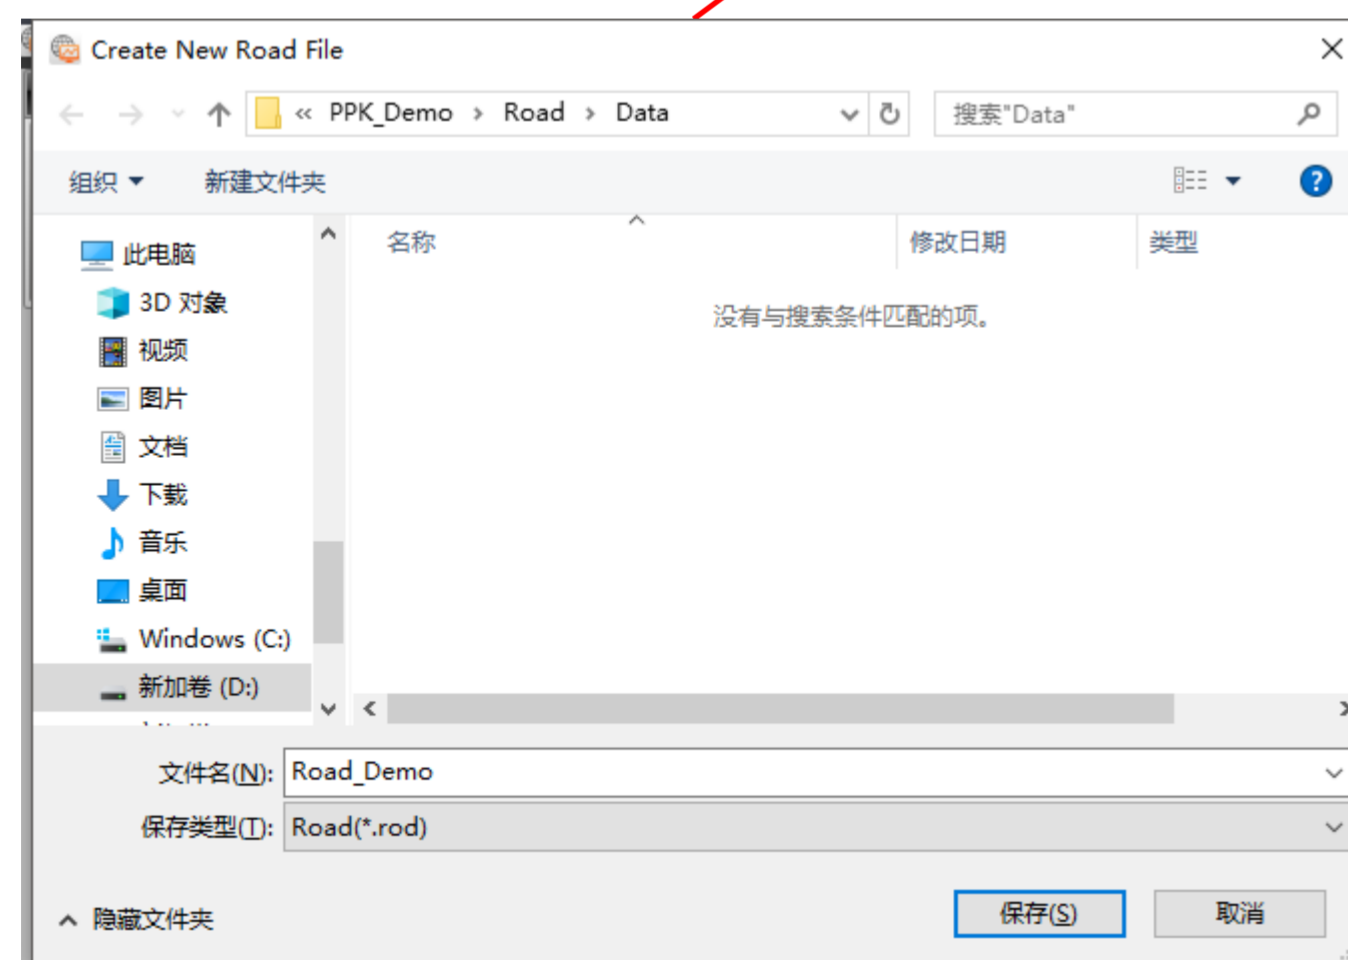 Create New Road File
« PPK_Demo > Road > Data
搜索"Data"
组织
新建文件夹
名称
修改日期
类型
此电脑
没有与搜索条件匹配的项。
3D 对象
视频
图片
文档
下载
音乐
桌面
Windows (C:)
新加卷 (D:)
文件名(N): Road_Demo
保存类型(T): Road(*.rod)
隐藏文件夹
保存(S)
取消